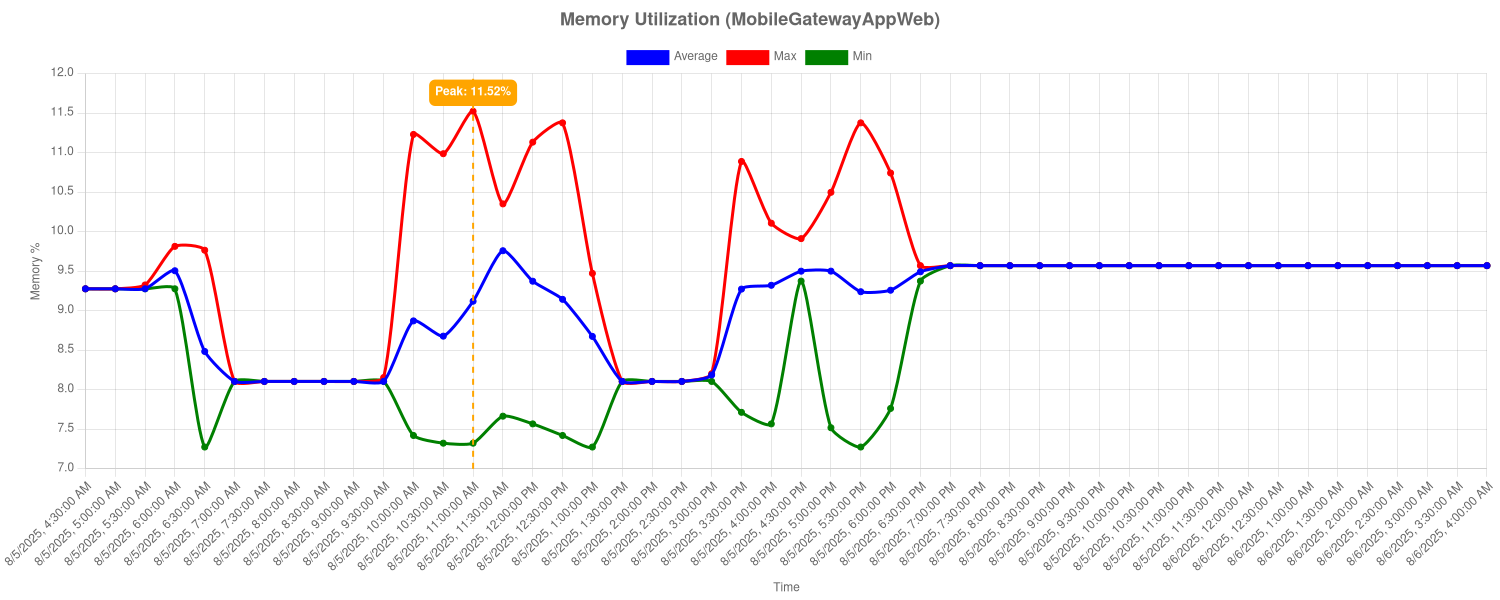 Memory Utilization (MobileGatewayAppWeb)
Average Max Min
Peak: 11.52%
12.0
11.5
11.0
10.5
10.0
9.5
9.0
8.5
8.0
7.5
7.0
Memory %
8/5/2025, 4:30:00 AM
8/5/2025, 5:00:00 AM
8/5/2025, 5:30:00 AM
8/5/2025, 6:00:00 AM
8/5/2025, 6:30:00 AM
8/5/2025, 7:00:00 AM
8/5/2025, 7:30:00 AM
8/5/2025, 8:00:00 AM
8/5/2025, 8:30:00 AM
8/5/2025, 9:00:00 AM
8/5/2025, 9:30:00 AM
8/5/2025, 10:00:00 AM
8/5/2025, 10:30:00 AM
8/5/2025, 11:00:00 AM
8/5/2025, 11:30:00 AM
8/5/2025, 12:00:00 PM
8/5/2025, 12:30:00 PM
8/5/2025, 1:00:00 PM
8/5/2025, 1:30:00 PM
8/5/2025, 2:00:00 PM
8/5/2025, 2:30:00 PM
8/5/2025, 3:00:00 PM
8/5/2025, 3:30:00 PM
8/5/2025, 4:00:00 PM
8/5/2025, 4:30:00 PM
8/5/2025, 5:00:00 PM
8/5/2025, 5:30:00 PM
8/5/2025, 6:00:00 PM
8/5/2025, 6:30:00 PM
8/5/2025, 7:00:00 PM
8/5/2025, 7:30:00 PM
8/5/2025, 8:00:00 PM
8/5/2025, 8:30:00 PM
8/5/2025, 9:00:00 PM
8/5/2025, 9:30:00 PM
8/5/2025, 10:00:00 PM
8/5/2025, 10:30:00 PM
8/5/2025, 11:00:00 PM
8/5/2025, 11:30:00 PM
8/6/2025, 12:00:00 AM
8/6/2025, 12:30:00 AM
8/6/2025, 1:00:00 AM
8/6/2025, 1:30:00 AM
8/6/2025, 2:00:00 AM
8/6/2025, 2:30:00 AM
8/6/2025, 3:00:00 AM
8/6/2025, 3:30:00 AM
8/6/2025, 4:00:00 AM
Time